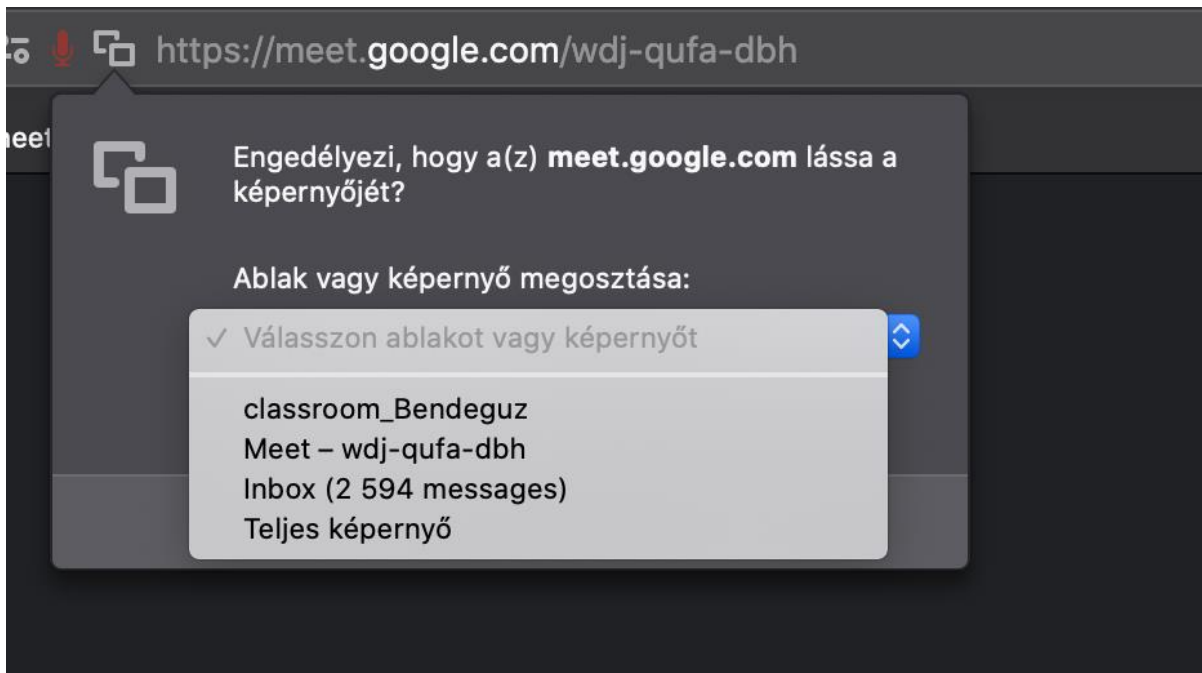 https://meet.google.com/wdj-qufa-dbh
Engedélyezi, hogy a(z) meet.google.com lássa a
képernyőjét?
Ablak vagy képernyő megosztása:
✓ Válasszon ablakot vagy képernyőt
classroom_Bendeguz
Meet – wdj-qufa-dbh
Inbox (2 594 messages)
Teljes képernyő